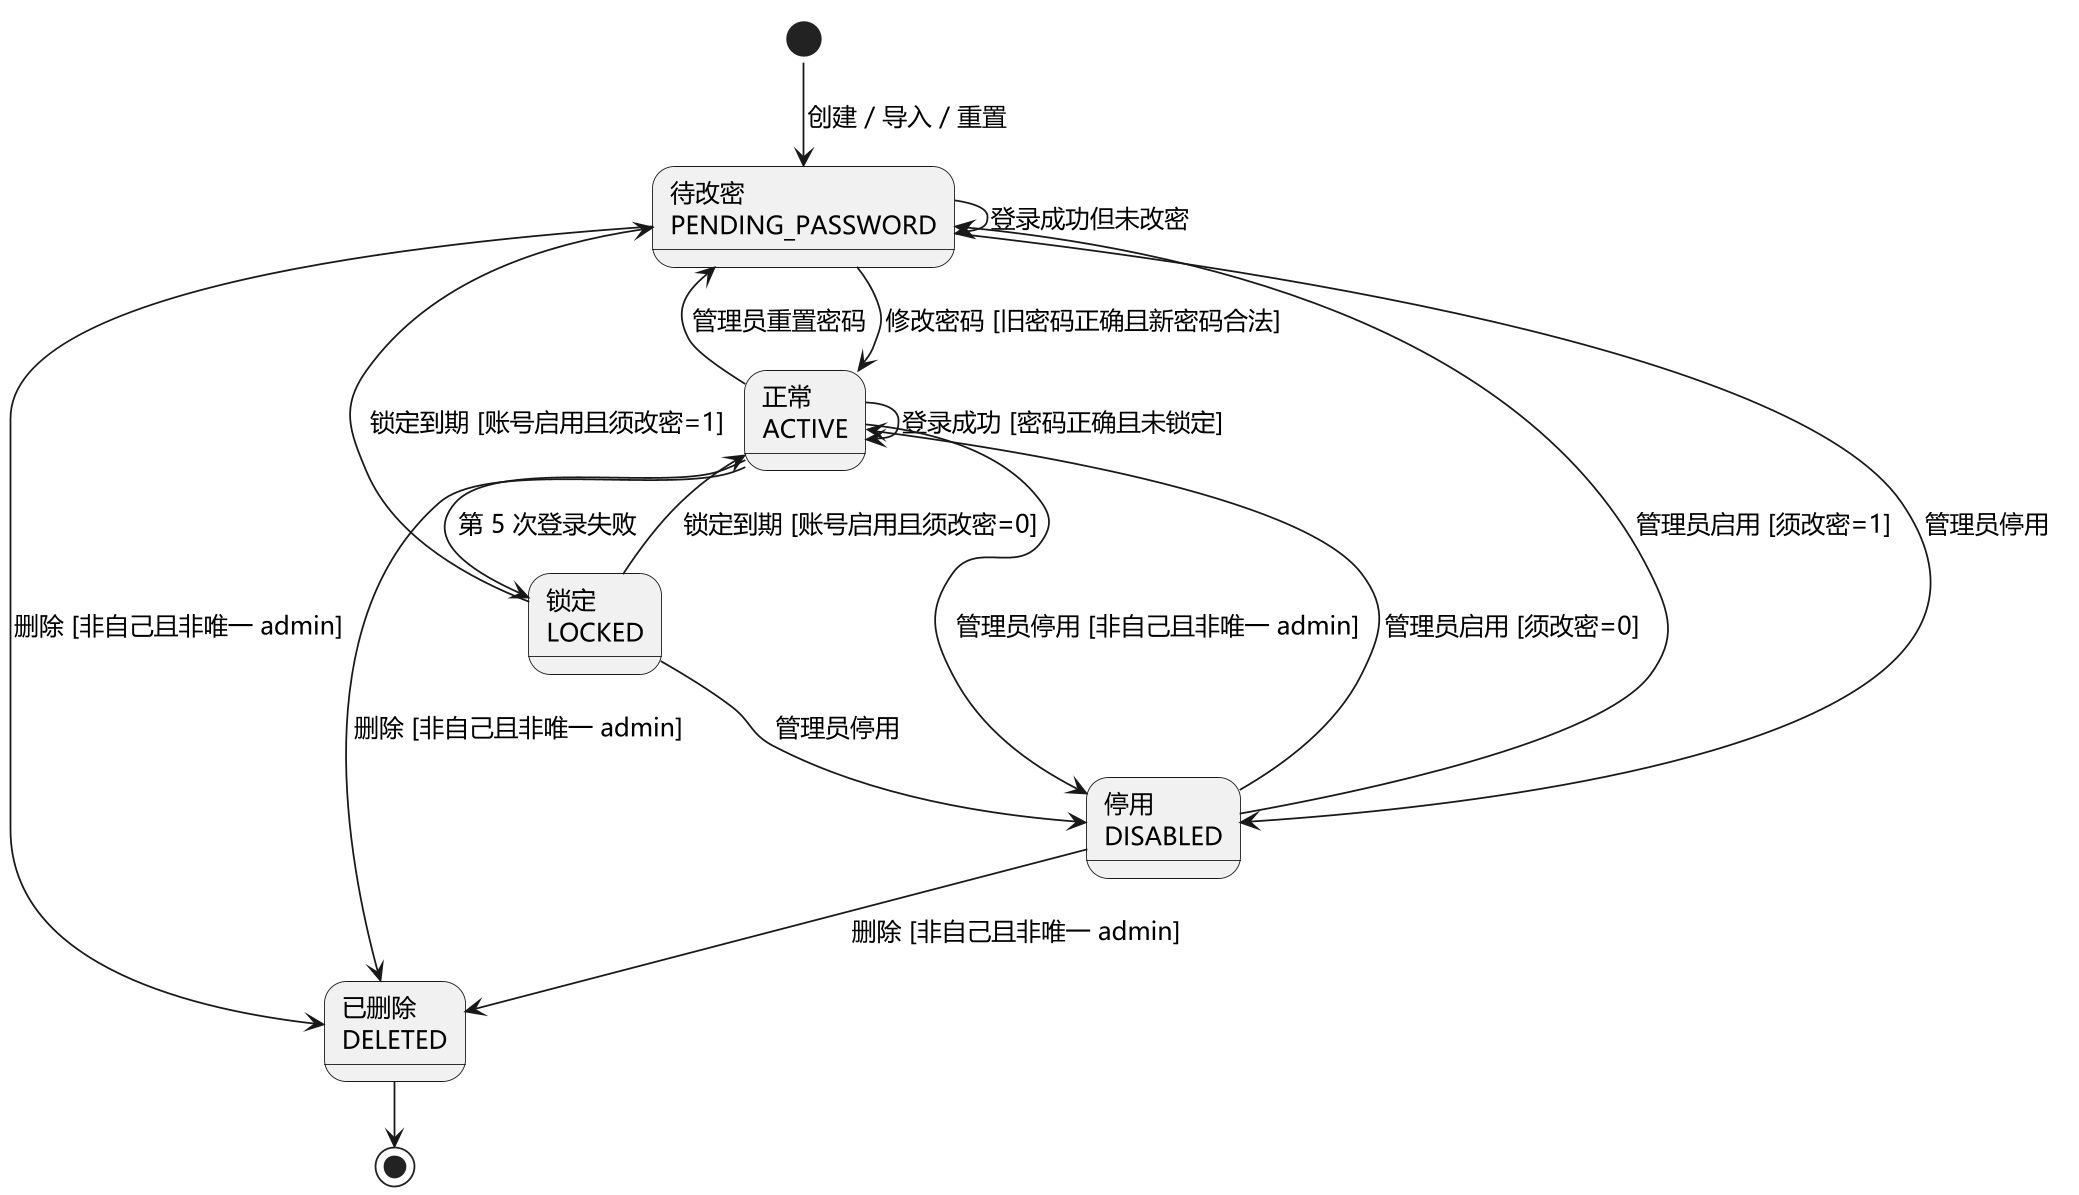 创建 / 导入 / 重置
待改密
PENDING_PASSWORD
登录成功但未改密
管理员重置密码
修改密码 [旧密码正确且新密码合法]
正常
ACTIVE
锁定到期 [账号启用且须改密=1]
登录成功 [密码正确且未锁定]
第 5 次登录失败
锁定到期 [账号启用且须改密=0]
管理员启用 [须改密=1]
管理员停用
锁定
LOCKED
删除 [非自己且非唯一 admin]
管理员停用 [非自己且非唯一 admin]
管理员启用 [须改密=0]
删除 [非自己且非唯一 admin]
管理员停用
停用
DISABLED
删除 [非自己且非唯一 admin]
已删除
DELETED